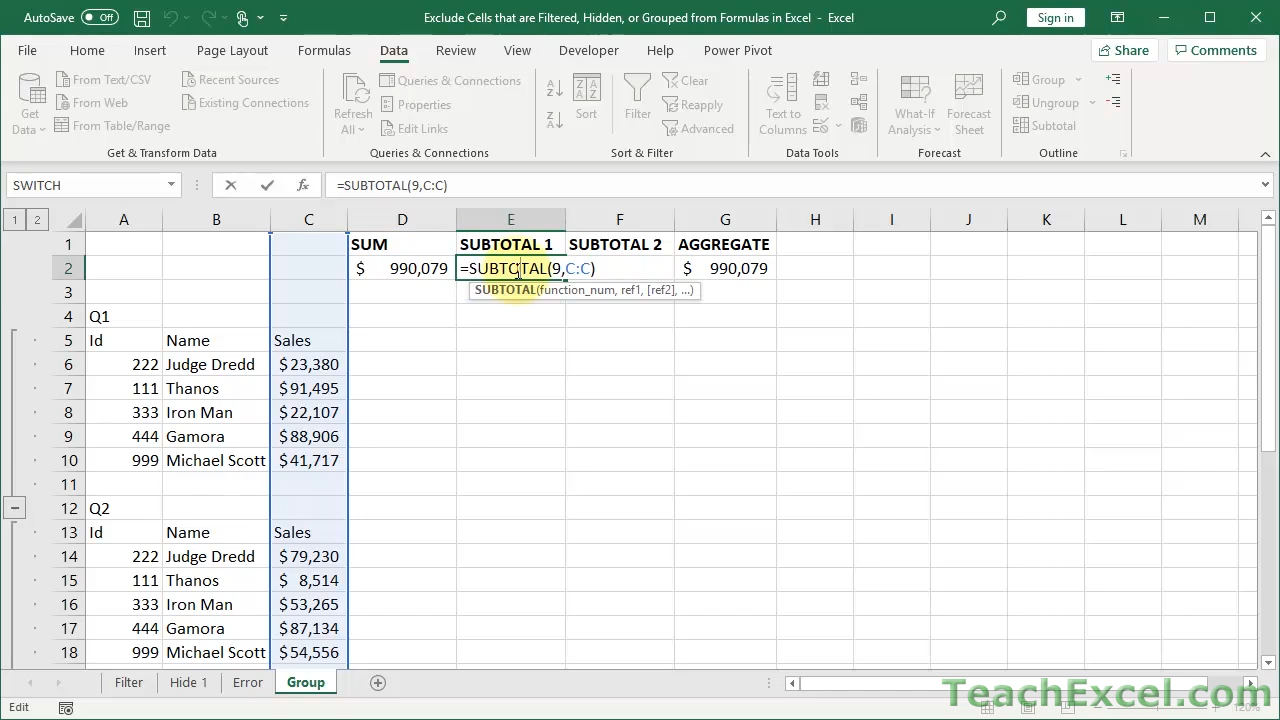 AutoSave Off Exclude Cells that are Filtered, Hidden, or Grouped from Formulas in Excel - Excel Sign in
File Home Insert Page Layout Formulas Data Review View Developer Help Power Pivot Share Comments
Get Data
From Text/CSV
From Web
From Table/Range
Recent Sources
Existing Connections
Get & Transform Data
Refresh All
Queries & Connections
Properties
Edit Links
Queries & Connections
Sort
Filter
Clear
Reapply
Advanced
Sort & Filter
Text to Columns
Data Tools
What-If Analysis
Forecast Sheet
Forecast
Group
Ungroup
Subtotal
Outline
SWITCH fx =SUBTOTAL(9,C:C)
1 2 A B C D E F G H I J K L M
1 SUM SUBTOTAL 1 SUBTOTAL 2 AGGREGATE
2 $ 990,079 =SUBTOTAL(9,C:C) $ 990,079
3 SUBTOTAL(function_num, ref1, [ref2], ...)
4 Q1
5 Id Name Sales
6 222 Judge Dredd $23,380
7 111 Thanos $91,495
8 333 Iron Man $22,107
9 444 Gamora $88,906
10 999 Michael Scott $41,717
11
12 Q2
13 Id Name Sales
14 222 Judge Dredd $79,230
15 111 Thanos $ 8,514
16 333 Iron Man $53,265
17 444 Gamora $87,134
18 999 Michael Scott $54,556
Filter Hide 1 Error Group
Edit 120%
TeachExcel.com